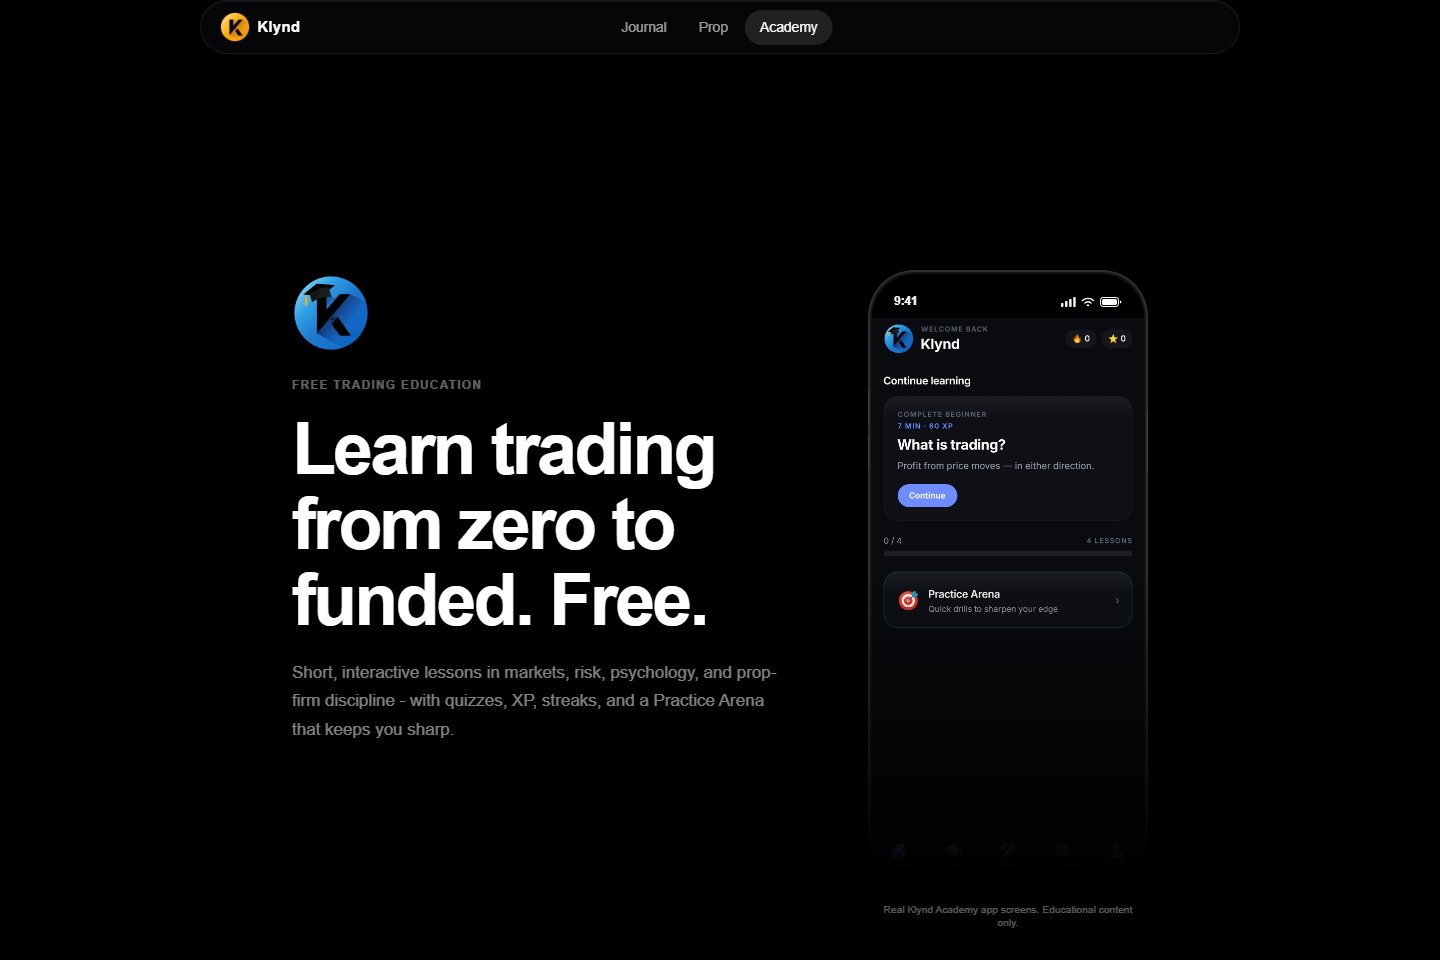 Klynd
Journal
Prop
Academy
FREE TRADING EDUCATION
Learn trading
from zero to
funded. Free.
Short, interactive lessons in markets, risk, psychology, and prop-
firm discipline - with quizzes, XP, streaks, and a Practice Arena
that keeps you sharp.
9:41
WELCOME BACK
Klynd
0
0
Continue learning
COMPLETE BEGINNER
7 MIN · 60 XP
What is trading?
Profit from price moves — in either direction.
Continue
0 / 4
4 LESSONS
Practice Arena
Quick drills to sharpen your edge
Real Klynd Academy app screens. Educational content
only.